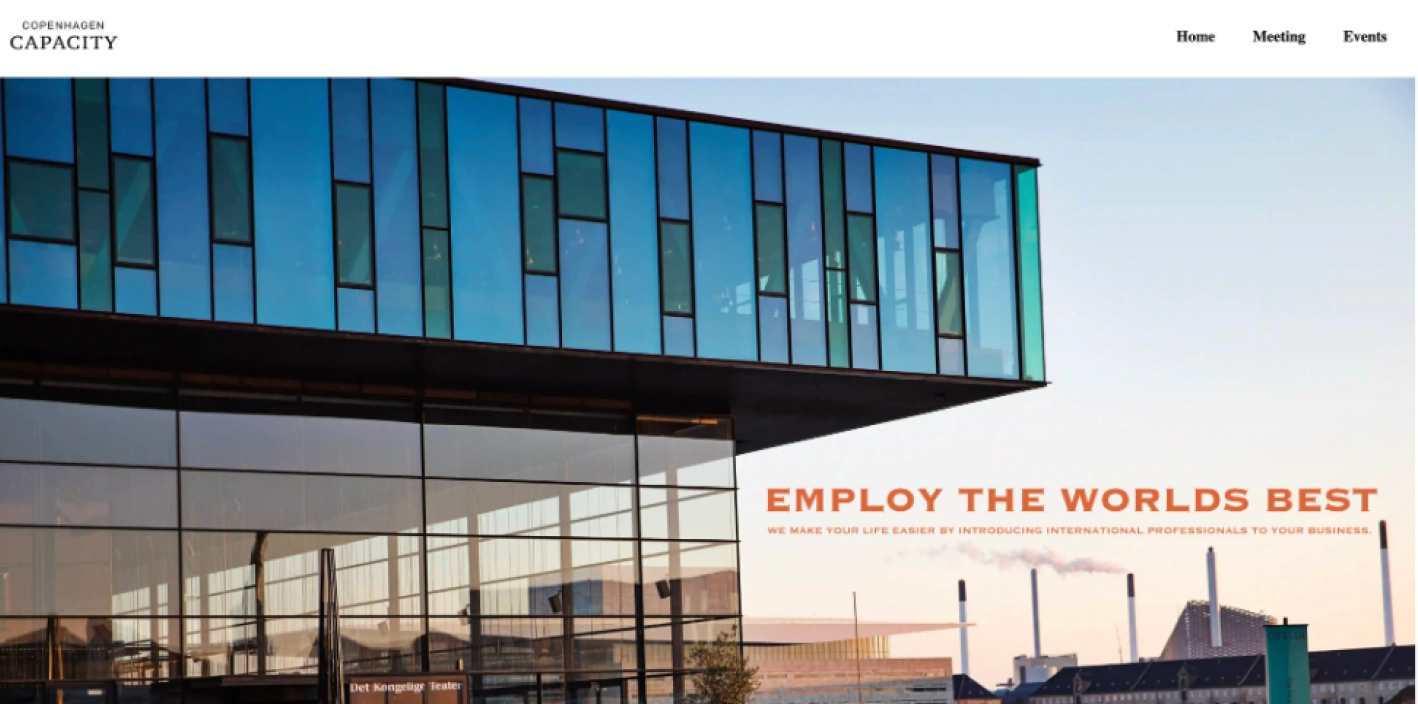 COPENHAGEN
CAPACITY
Home Meeting Events
EMPLOY THE WORLDS BEST
WE MAKE YOUR LIFE EASIER BY INTRODUCING INTERNATIONAL PROFESSIONALS TO YOUR BUSINESS.
Det Kongelige Teater